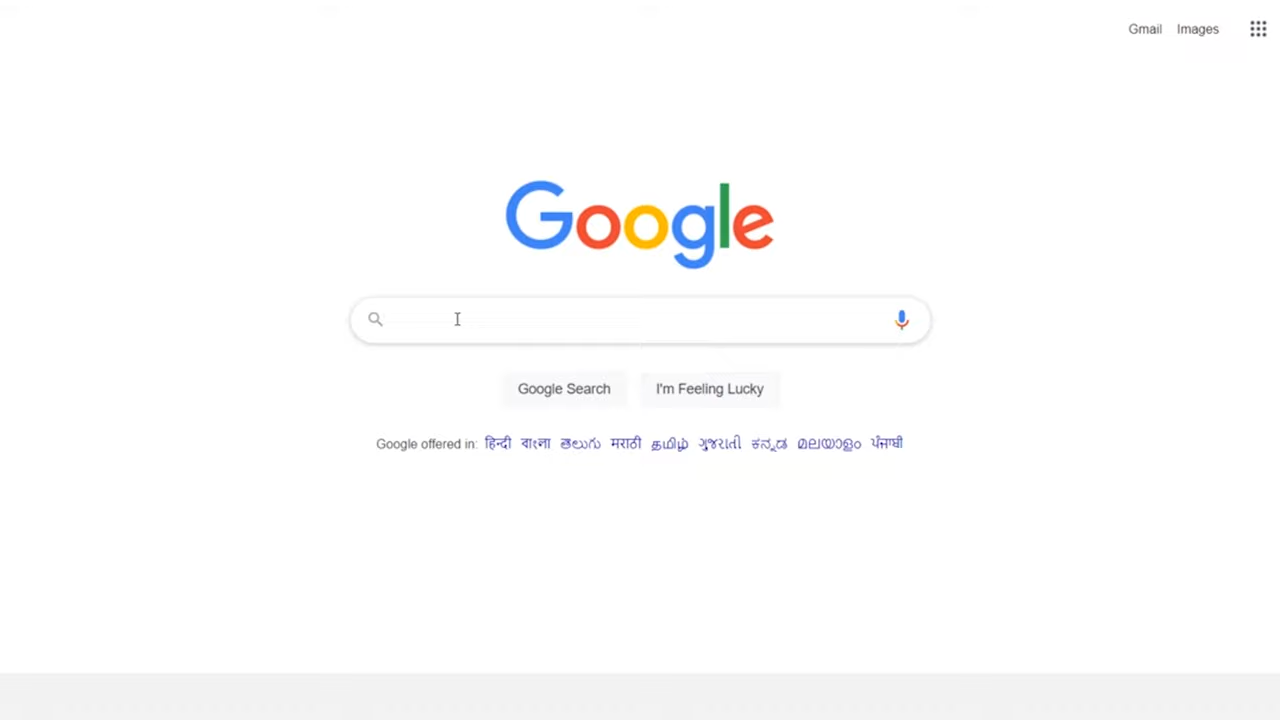 Gmail Images
Google
Google Search I'm Feeling Lucky
Google offered in: हिन्दी বাংলা తెలుగు मराठी தமிழ் ગુજરાતી ಕನ್ನಡ മലയാളം ਪੰਜਾਬੀ